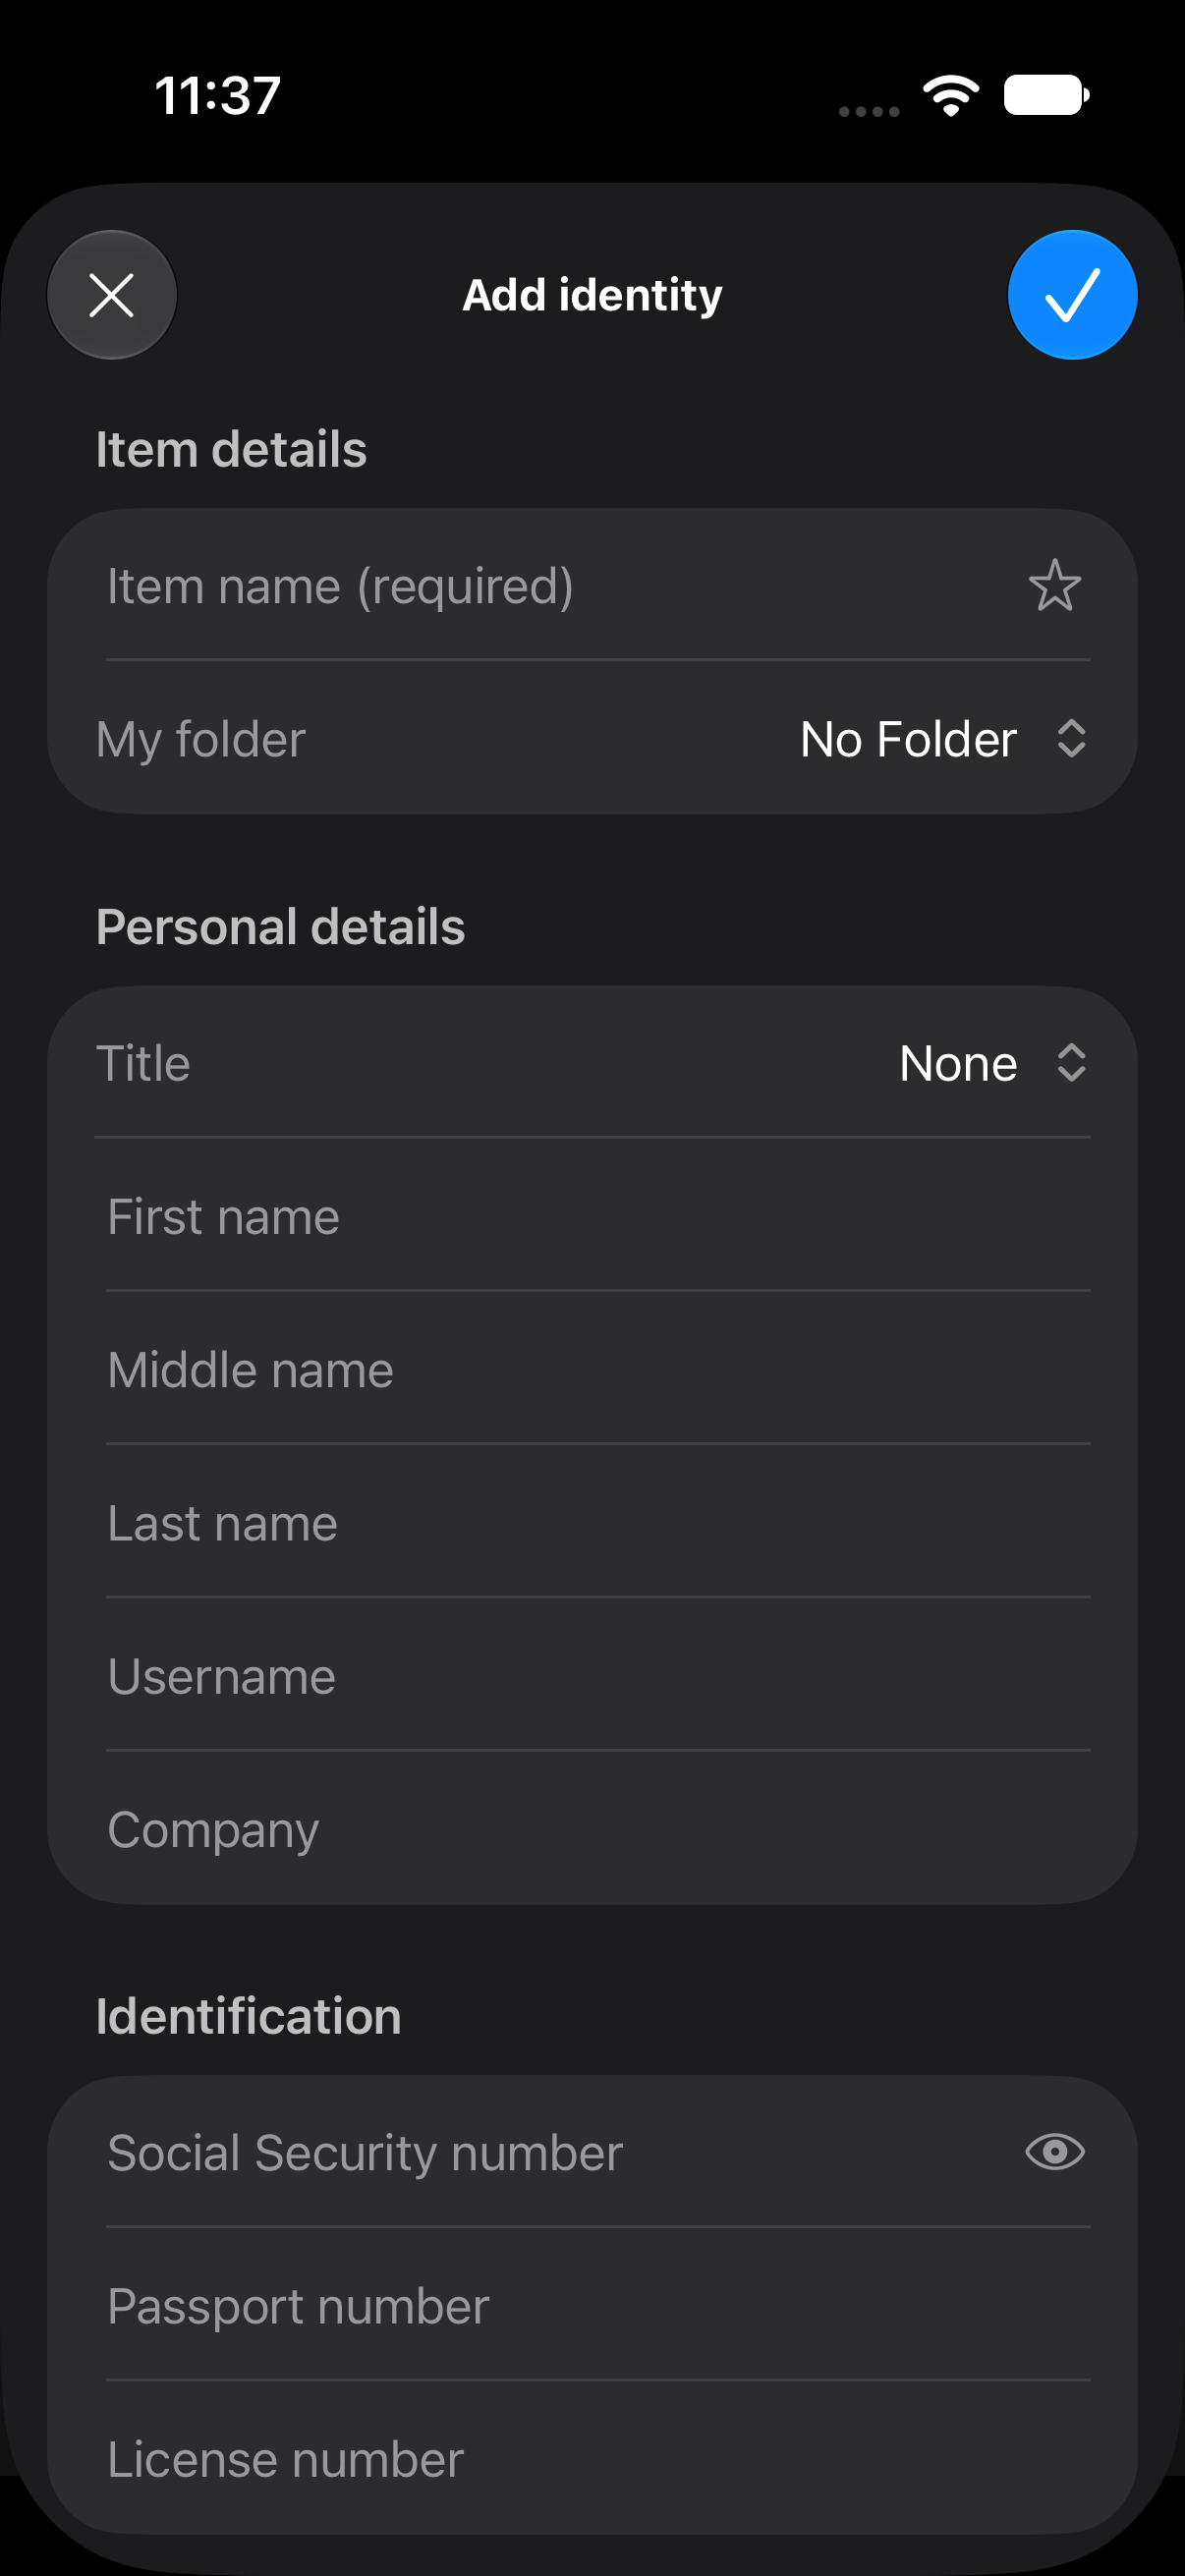 11:37
Add identity
Item details
Item name (required)
My folder No Folder
Personal details
Title None
First name
Middle name
Last name
Username
Company
Identification
Social Security number
Passport number
License number